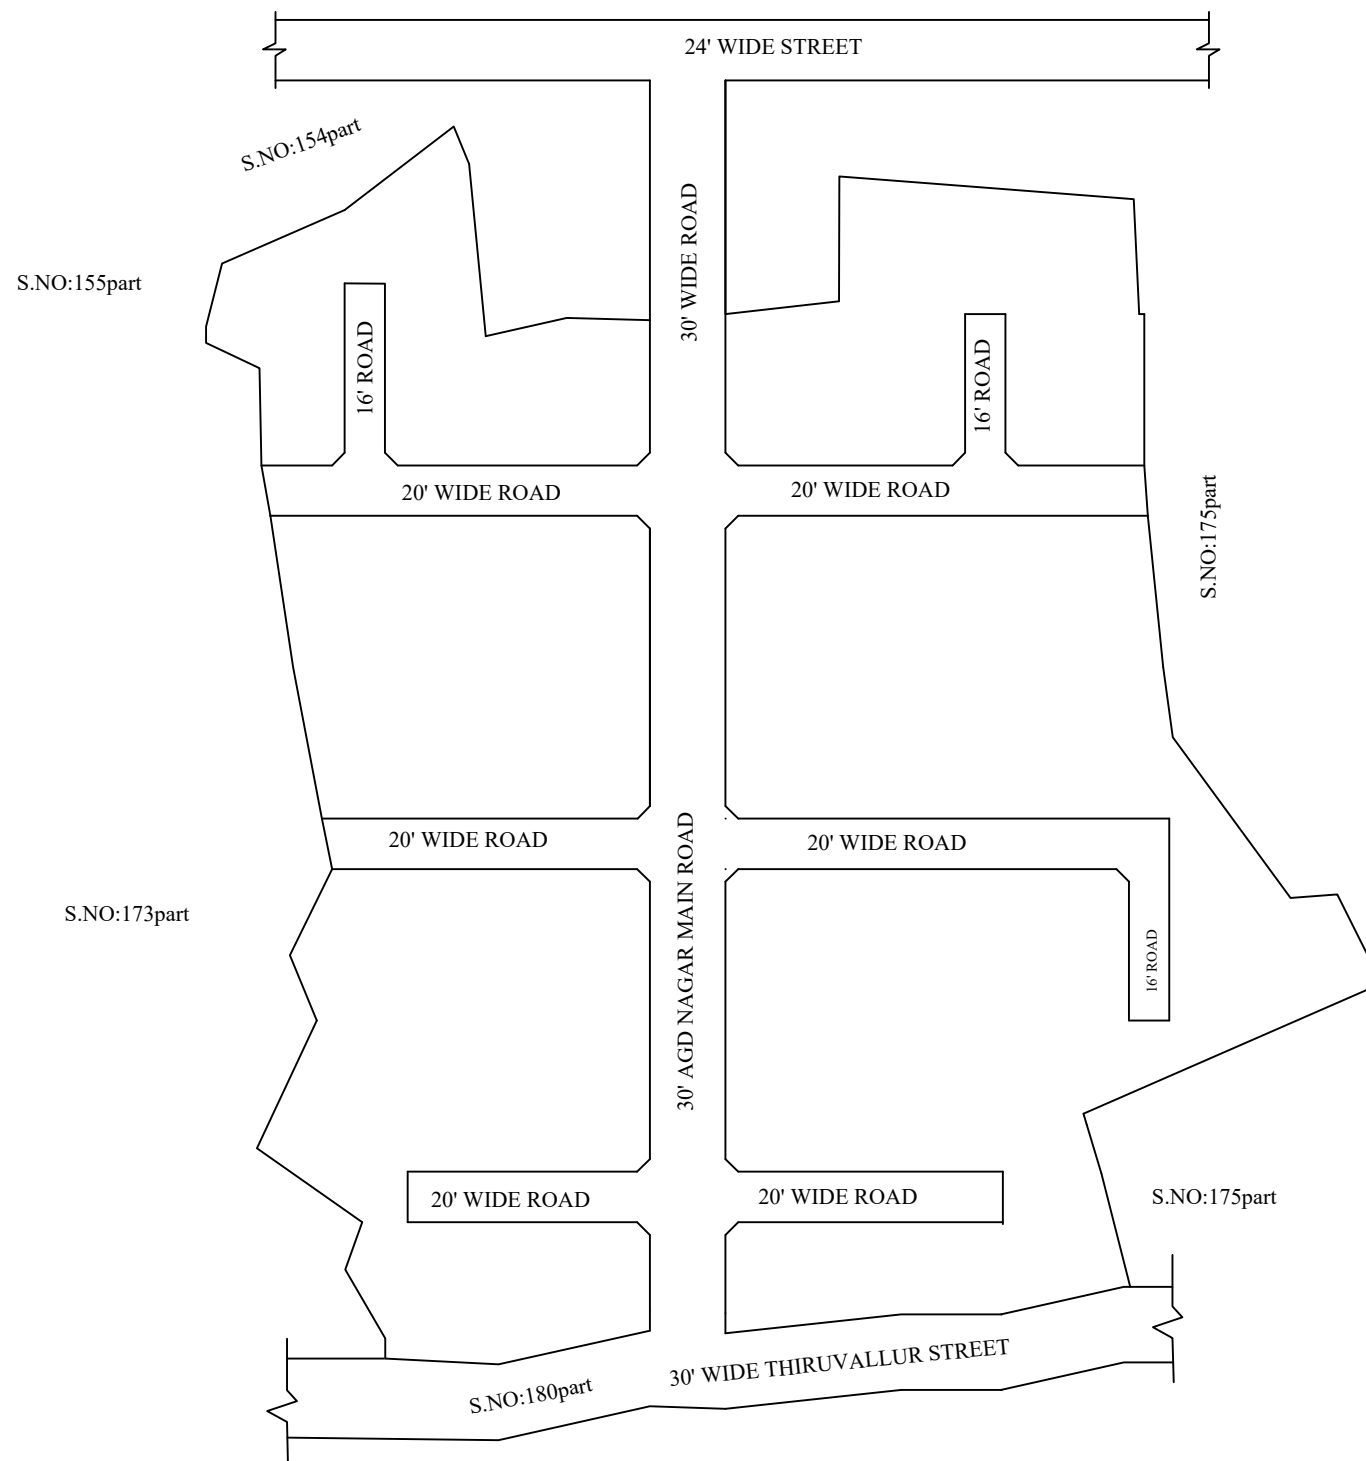 24' WIDE STREET
S.NO:154part
30' WIDE ROAD
S.NO:155part
16' ROAD
16' ROAD
20' WIDE ROAD
20' WIDE ROAD
S.NO:175part
20' WIDE ROAD
20' WIDE ROAD
S.NO:173part
30' AGD NAGAR MAIN ROAD
16' ROAD
20' WIDE ROAD
20' WIDE ROAD
S.NO:175part
30' WIDE THIRUVALLUR STREET
S.NO:180part